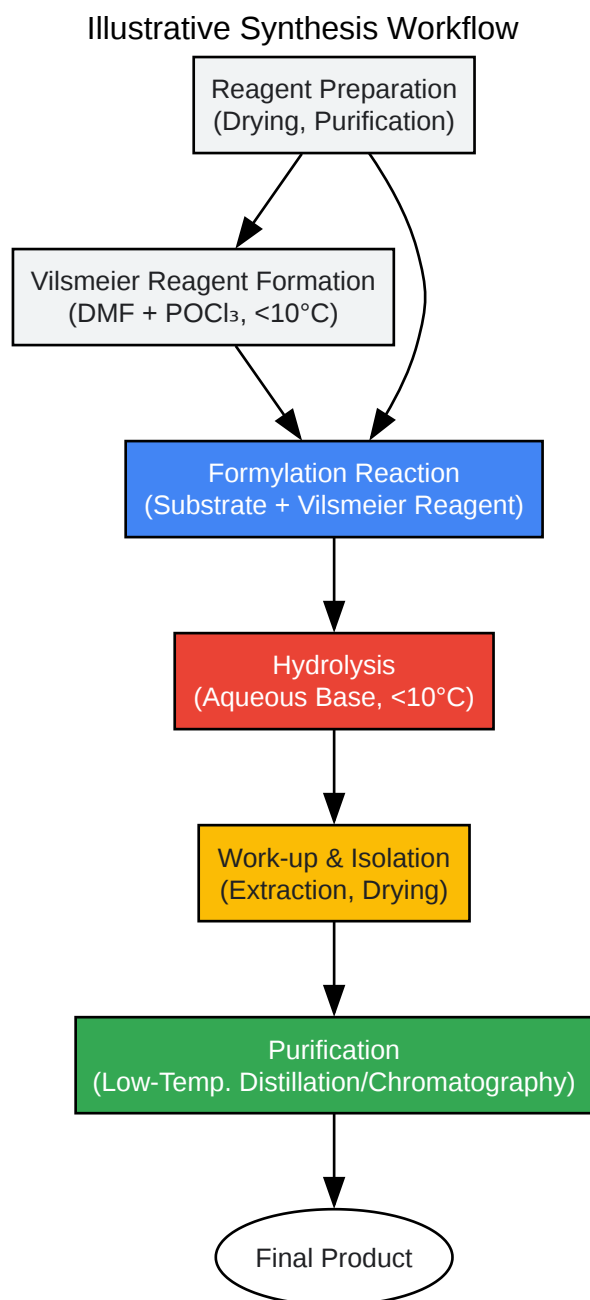 Illustrative Synthesis Workflow
Reagent Preparation
(Drying, Purification)
Vilsmeier Reagent Formation
(DMF + POCl₃, <10°C)
Formylation Reaction
(Substrate + Vilsmeier Reagent)
Hydrolysis
(Aqueous Base, <10°C)
Work-up & Isolation
(Extraction, Drying)
Purification
(Low-Temp. Distillation/Chromatography)
Final Product